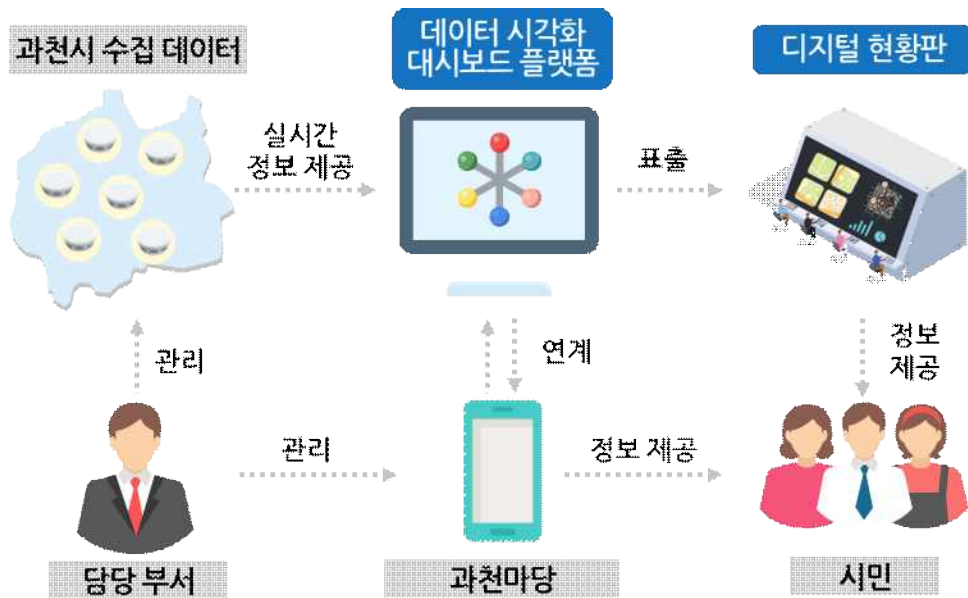 과천시 수집 데이터
데이터 시각화
대시보드 플랫폼
디지털 현황판
실시간
정보 제공
표출
관리
연계
정보
제공
관리
정보 제공
담당 부서
과천마당
시민